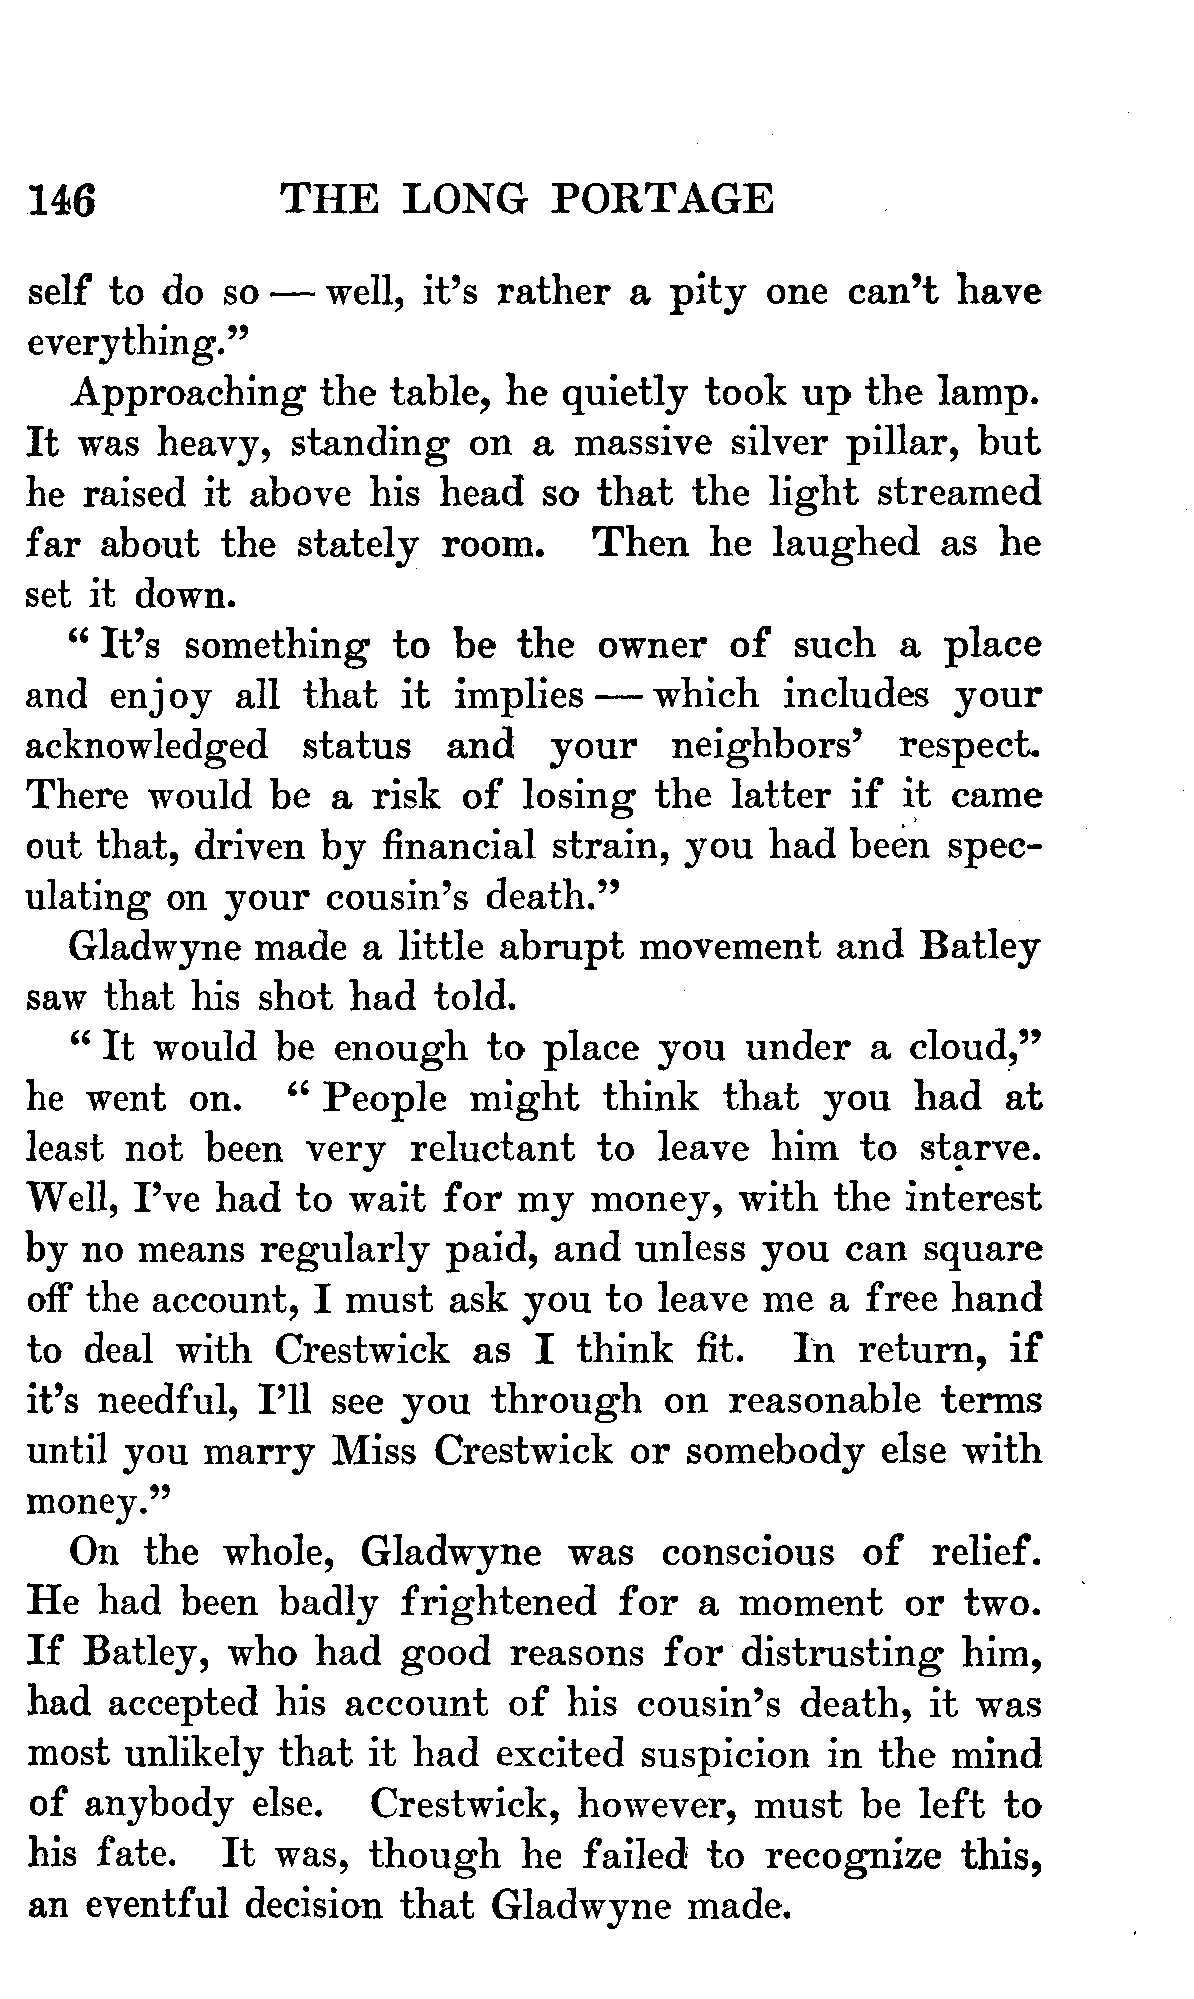 146 THE LONG PORTAGE
self to do so — well, it's rather a pity one can't have
everything."
Approaching the table, he quietly took up the lamp.
It was heavy, standing on a massive silver pillar, but
he raised it above his head so that the light streamed
far about the stately room. Then he laughed as he
set it down.
" It's something to be the owner of such a place
and enjoy all that it implies — which includes your
acknowledged status and your neighbors' respect.
There would be a risk of losing the latter if it came
out that, driven by financial strain, you had been spec-
ulating on your cousin's death."
Gladwyne made a little abrupt movement and Batley
saw that his shot had told.
" It would be enough to place you under a cloud,"
he went on. " People might think that you had at
least not been very reluctant to leave him to starve.
Well, I've had to wait for my money, with the interest
by no means regularly paid, and unless you can square
off the account, I must ask you to leave me a free hand
to deal with Crestwick as I think fit. In return, if
it's needful, I'll see you through on reasonable terms
until you marry Miss Crestwick or somebody else with
money."
On the whole, Gladwyne was conscious of relief.
He had been badly frightened for a moment or two.
If Batley, who had good reasons for distrusting him,
had accepted his account of his cousin's death, it was
most unlikely that it had excited suspicion in the mind
of anybody else. Crestwick, however, must be left to
his fate. It was, though he failed to recognize this,
an eventful decision that Gladwyne made.